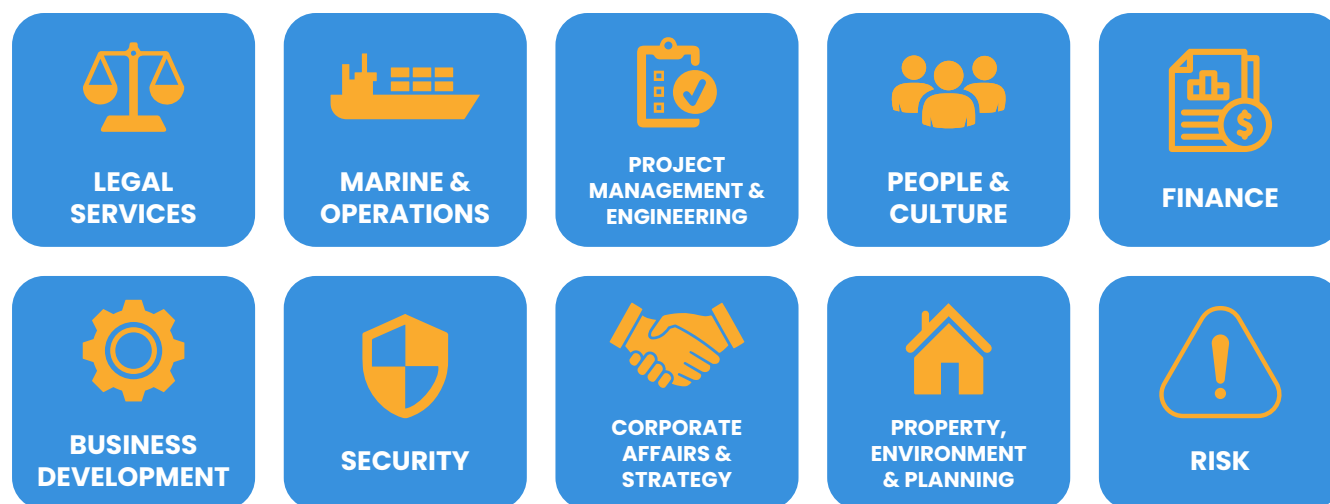 LEGAL
SERVICES
MARINE &
OPERATIONS
PROJECT
MANAGEMENT &
ENGINEERING
PEOPLE &
CULTURE
$
FINANCE
BUSINESS
DEVELOPMENT
SECURITY
CORPORATE
AFFAIRS &
STRATEGY
PROPERTY,
ENVIRONMENT
& PLANNING
!
RISK